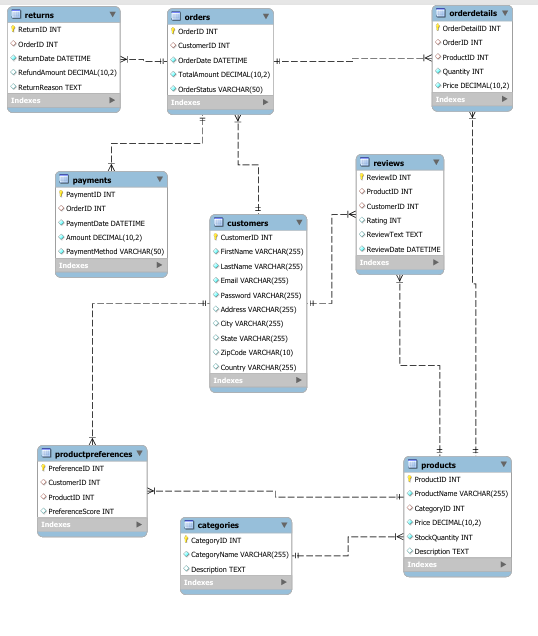 returns
ReturnID INT
OrderID INT
ReturnDate DATETIME
RefundAmount DECIMAL(10,2)
ReturnReason TEXT
Indexes
orders
OrderID INT
CustomerID INT
OrderDate DATETIME
TotalAmount DECIMAL(10,2)
OrderStatus VARCHAR(50)
Indexes
orderdetails
OrderDetailID INT
OrderID INT
ProductID INT
Quantity INT
Price DECIMAL(10,2)
Indexes
payments
PaymentID INT
OrderID INT
PaymentDate DATETIME
Amount DECIMAL(10,2)
PaymentMethod VARCHAR(50)
Indexes
customers
CustomerID INT
FirstName VARCHAR(255)
LastName VARCHAR(255)
Email VARCHAR(255)
Password VARCHAR(255)
Address VARCHAR(255)
City VARCHAR(255)
State VARCHAR(255)
ZipCode VARCHAR(10)
Country VARCHAR(255)
Indexes
reviews
ReviewID INT
ProductID INT
CustomerID INT
Rating INT
ReviewText TEXT
ReviewDate DATETIME
Indexes
productpreferences
PreferenceID INT
CustomerID INT
ProductID INT
PreferenceScore INT
Indexes
categories
CategoryID INT
CategoryName VARCHAR(255)
Description TEXT
Indexes
products
ProductID INT
ProductName VARCHAR(255)
CategoryID INT
Price DECIMAL(10,2)
StockQuantity INT
Description TEXT
Indexes